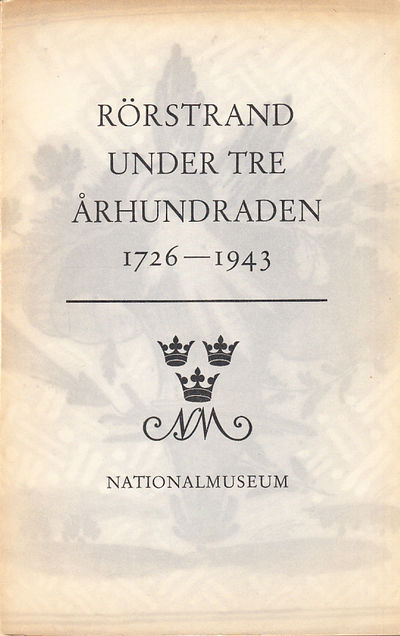 RÖRSTRAND
UNDER TRE
ÅRHUNDRADEN
1726—1943
NM
NATIONALMUSEUM